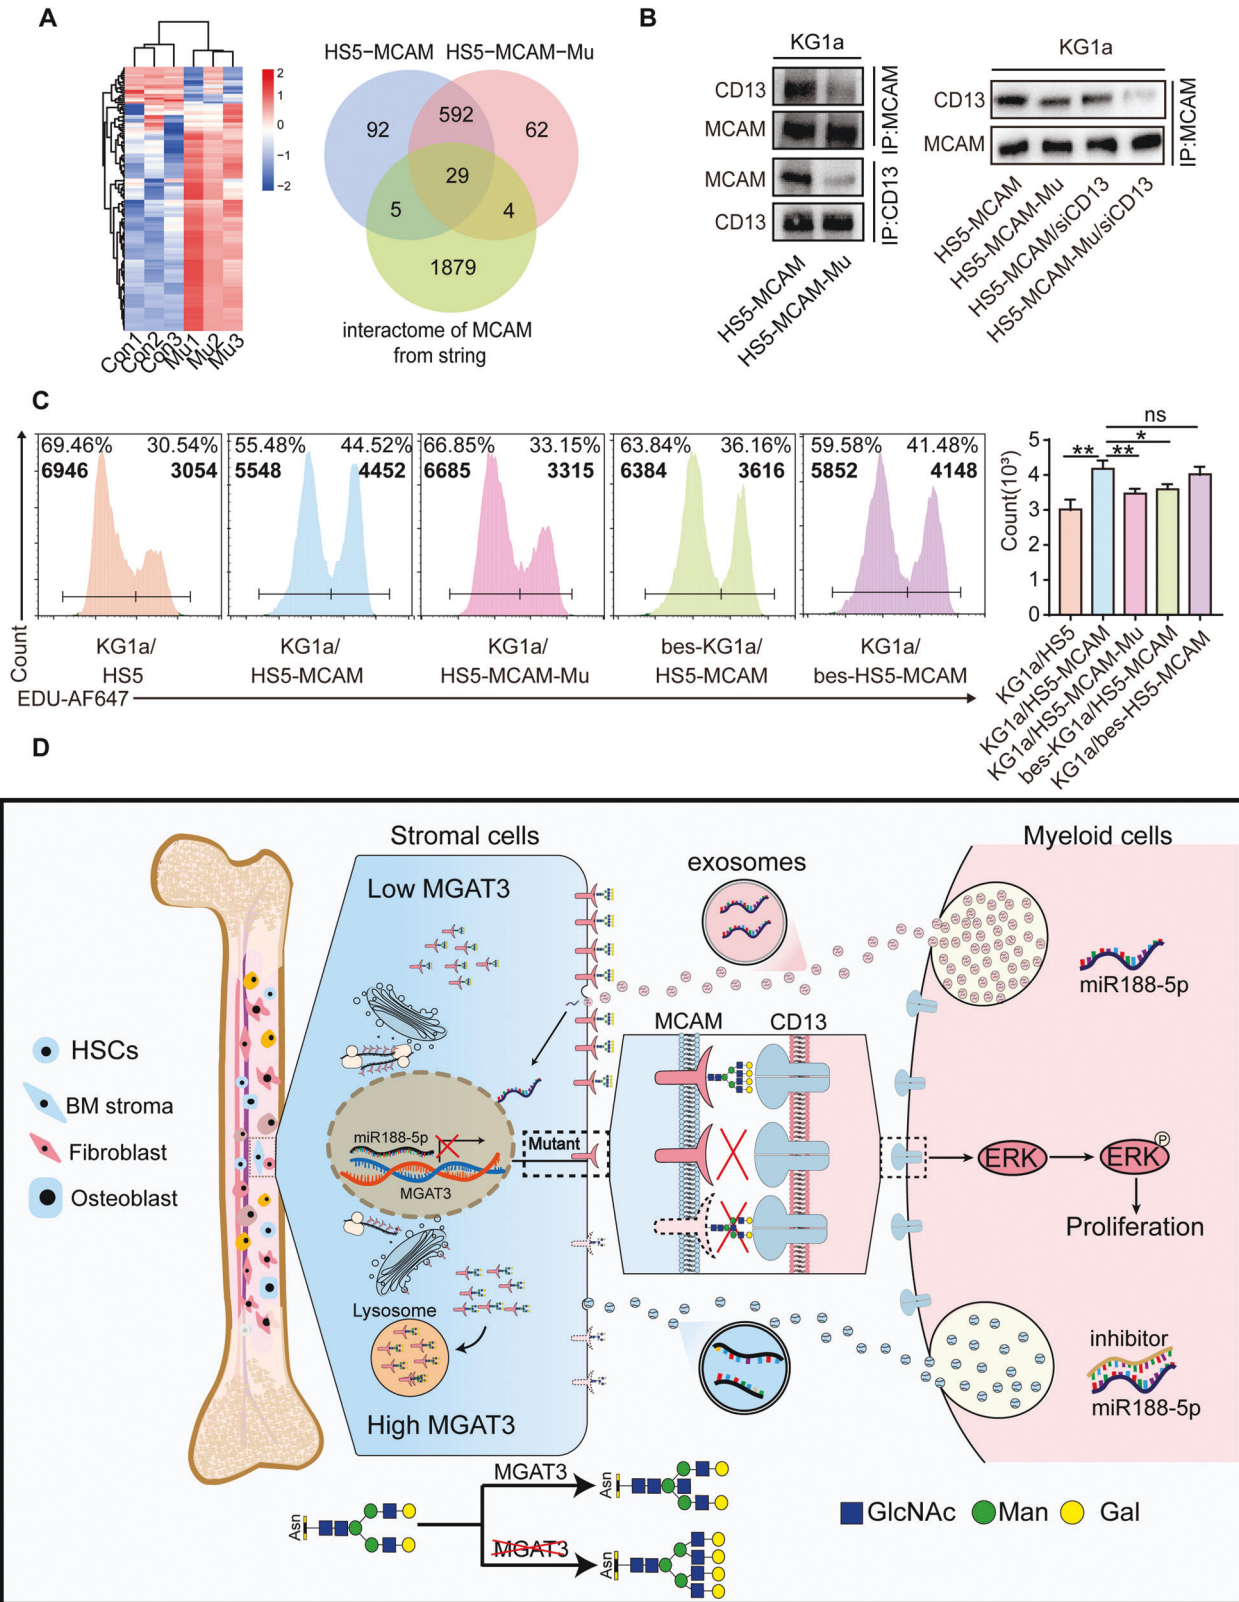 A
2
1
0
−1
−2
Con1
Con2
Con3
Mu1
Mu2
Mu3
HS5−MCAM
HS5−MCAM−Mu
92
592
62
29
5
4
1879
interactome of MCAM
from string
B
KG1a
CD13
MCAM
IP:MCAM
MCAM
CD13
IP:CD13
HS5-MCAM
HS5-MCAM-Mu
KG1a
CD13
MCAM
IP:MCAM
HS5-MCAM
HS5-MCAM-Mu
HS5-MCAM/siCD13
HS5-MCAM-Mu/siCD13
C
Count
69.46% 30.54%
6946 3054
KG1a/
HS5
55.48% 44.52%
5548 4452
KG1a/
HS5-MCAM
66.85% 33.15%
6685 3315
KG1a/
HS5-MCAM-Mu
63.84% 36.16%
6384 3616
bes-KG1a/
HS5-MCAM
59.58% 41.48%
5852 4148
KG1a/
bes-HS5-MCAM
EDU-AF647
Count(10³)
5
4
3
2
1
0
ns
*
** **
KG1a/HS5
KG1a/HS5-MCAM
KG1a/HS5-MCAM-Mu
bes-KG1a/HS5-MCAM
KG1a/bes-HS5-MCAM
D
Stromal cells
Myeloid cells
Low MGAT3
exosomes
miR188-5p
MCAM
CD13
HSCs
BM stroma
Fibroblast
Osteoblast
miR188-5p
MGAT3
Mutant
ERK
ERK
P
Proliferation
Lysosome
High MGAT3
inhibitor
miR188-5p
Asn
MGAT3
MGAT3
Asn
Asn
GlcNAc
Man
Gal